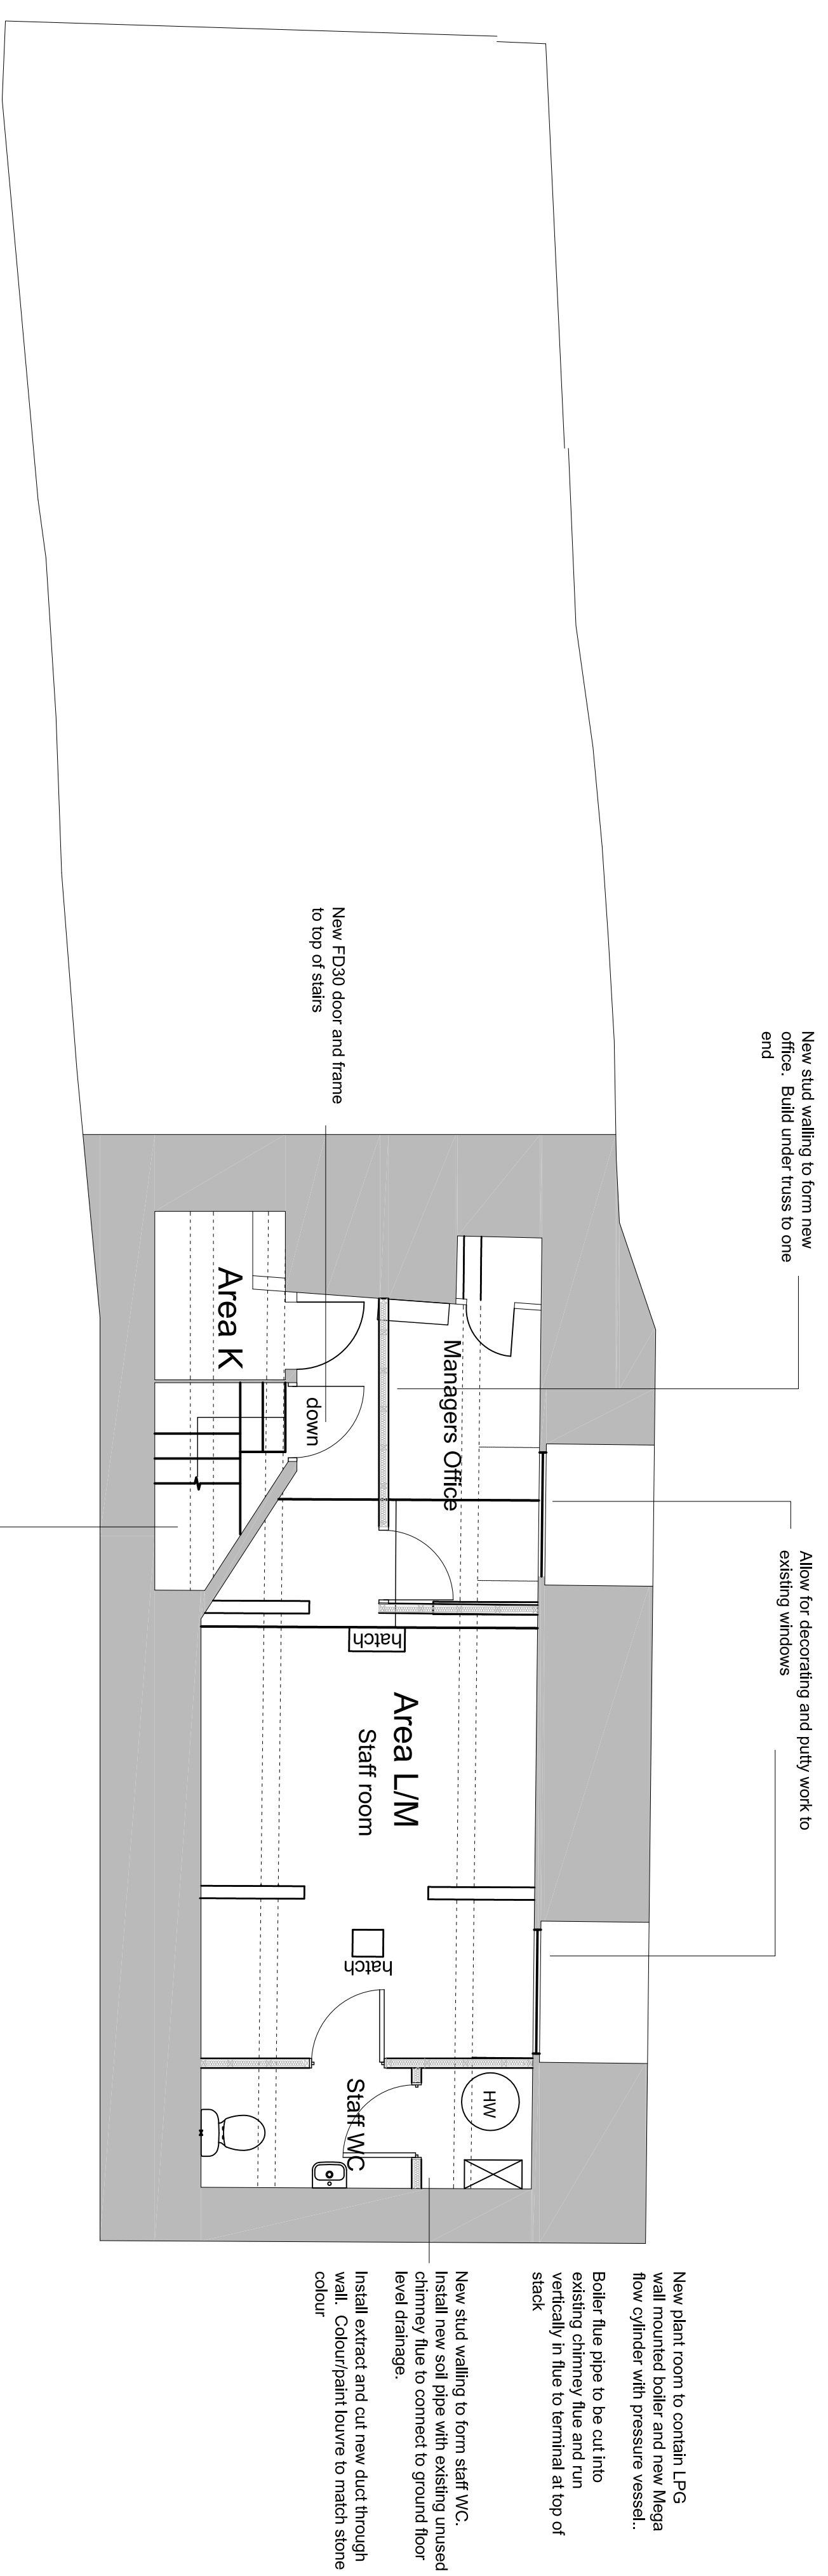 New stud walling to form new
office.  Build under truss to one
end
Allow for decorating and putty work to
existing windows
New FD30 door and frame
to top of stairs
Area K
down
Managers Office
hatch
Area L/M
Staff room
hatch
Staff WC
HW
New plant room to contain LPG
wall mounted boiler and new Mega
flow cylinder with pressure vessel..
Boiler flue pipe to be cut into
existing chimney flue and run
vertically in flue to terminal at top of
stack
New stud walling to form staff WC.
Install new soil pipe with existing unused
chimney flue to connect to ground floor
level drainage.
Install extract and cut new duct through
wall.  Colour/paint louvre to match stone
colour